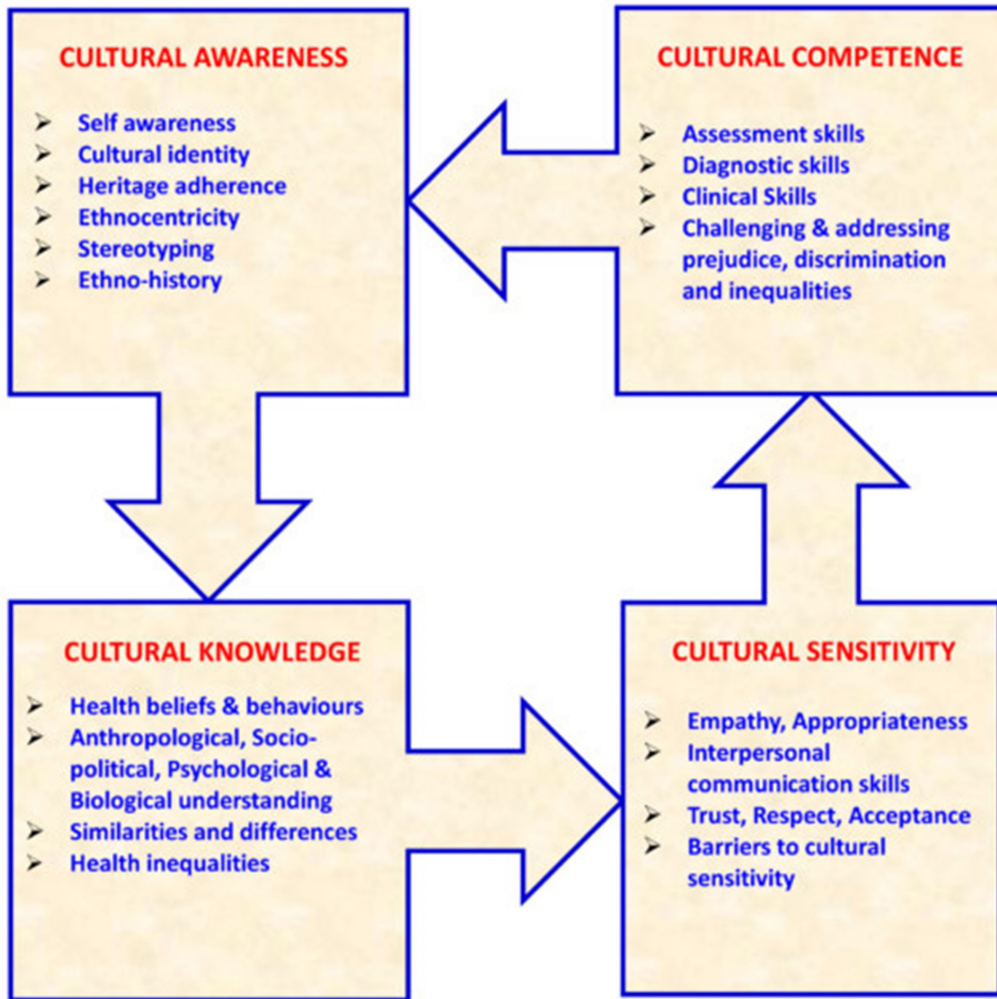 CULTURAL AWARENESS
➢ Self awareness
➢ Cultural identity
➢ Heritage adherence
➢ Ethnocentricity
➢ Stereotyping
➢ Ethno-history
CULTURAL COMPETENCE
➢ Assessment skills
➢ Diagnostic skills
➢ Clinical Skills
➢ Challenging & addressing
prejudice, discrimination
and inequalities
CULTURAL KNOWLEDGE
➢ Health beliefs & behaviours
➢ Anthropological, Socio-
political, Psychological &
Biological understanding
➢ Similarities and differences
➢ Health inequalities
CULTURAL SENSITIVITY
➢ Empathy, Appropriateness
➢ Interpersonal
communication skills
➢ Trust, Respect, Acceptance
➢ Barriers to cultural
sensitivity